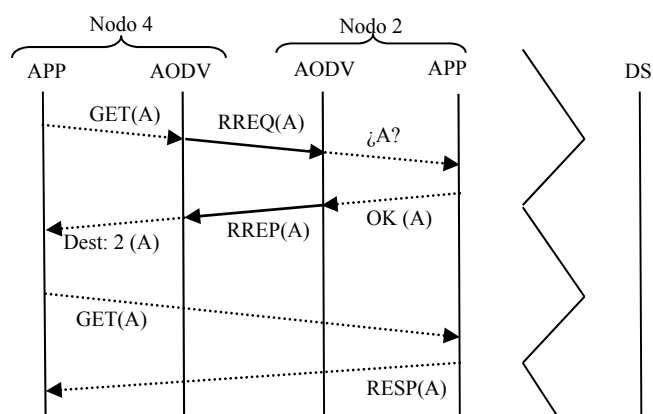 Nodo 4
Nodo 2
APP
AODV
AODV
APP
DS
GET(A)
RREQ(A)
¿A?
OK (A)
RREP(A)
Dest: 2 (A)
GET(A)
RESP(A)